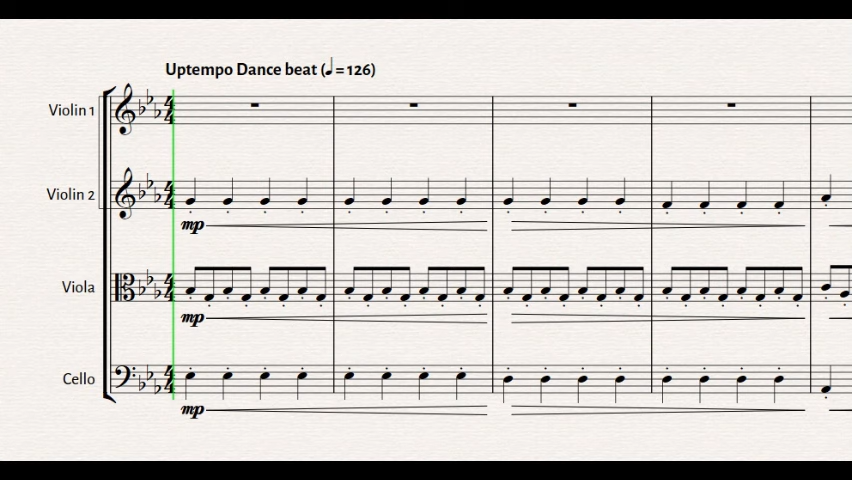 Uptempo Dance beat (♩=126)
Violin 1
Violin 2
mp
Viola
mp
Cello
mp